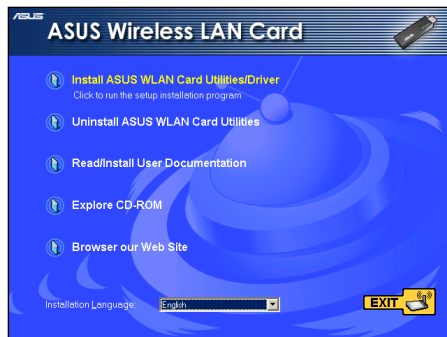 ASUS
ASUS Wireless LAN Card
Install ASUS WLAN Card Utilities/Driver
Click to run the setup installation program
Uninstall ASUS WLAN Card Utilities
Read/Install User Documentation
Explore CD-ROM
Browser our Web Site
Installation Language:
English
EXIT